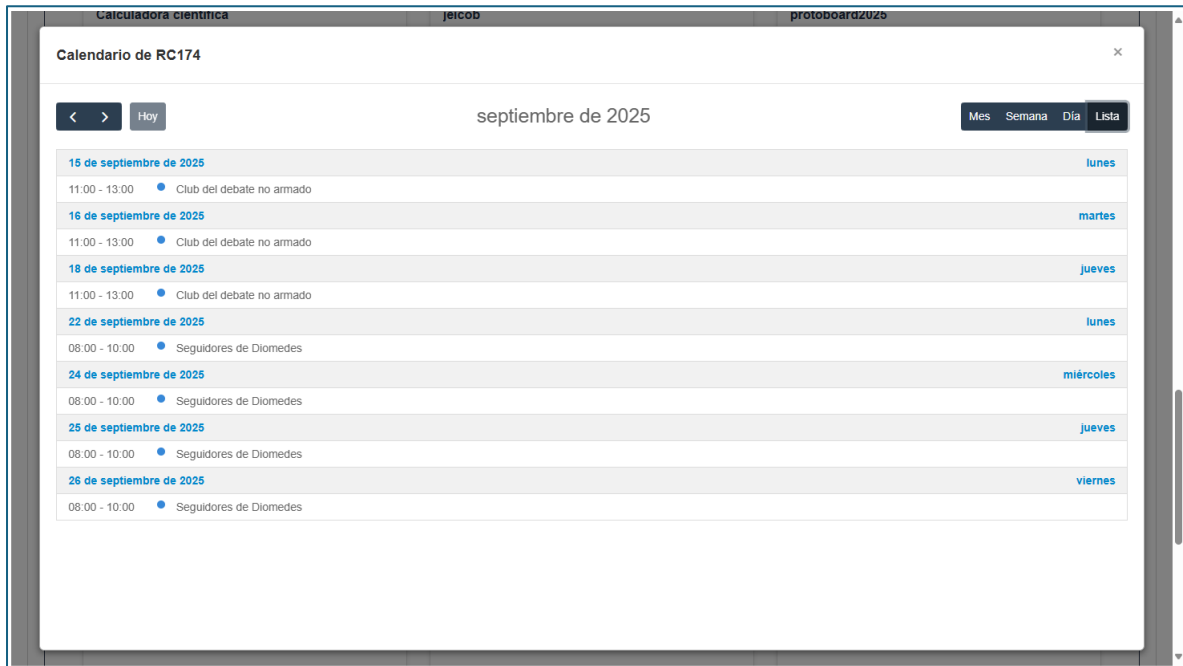 Calculadora científica jeicob protoboard2025
Calendario de RC174 ×
< > Hoy septiembre de 2025 Mes Semana Día Lista
15 de septiembre de 2025 lunes
11:00 - 13:00 Club del debate no armado
16 de septiembre de 2025 martes
11:00 - 13:00 Club del debate no armado
18 de septiembre de 2025 jueves
11:00 - 13:00 Club del debate no armado
22 de septiembre de 2025 lunes
08:00 - 10:00 Seguidores de Diomedes
24 de septiembre de 2025 miércoles
08:00 - 10:00 Seguidores de Diomedes
25 de septiembre de 2025 jueves
08:00 - 10:00 Seguidores de Diomedes
26 de septiembre de 2025 viernes
08:00 - 10:00 Seguidores de Diomedes